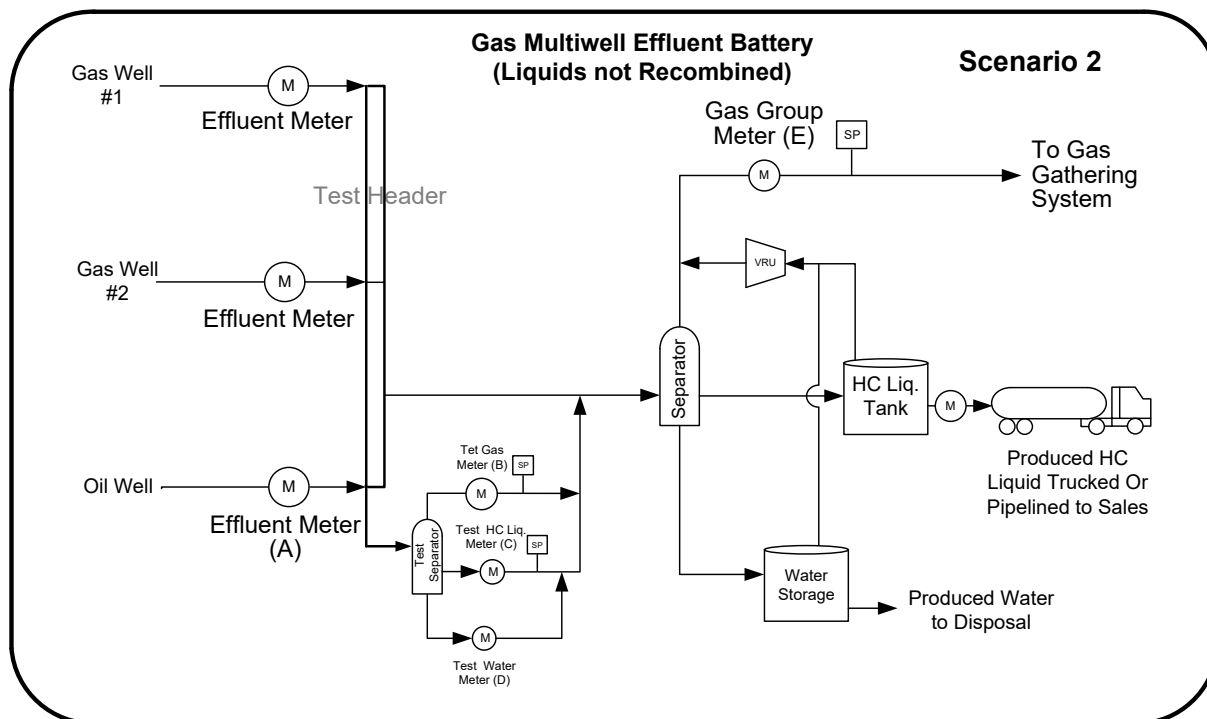 Gas Multiwell Effluent Battery
(Liquids not Recombined)
Scenario 2
Gas Well
#1
M
Effluent Meter
Test Header
Gas Well
#2
M
Effluent Meter
Oil Well
M
Effluent Meter
(A)
Test
Separator
Tet Gas
Meter (B)
SP
M
Test HC Liq.
Meter (C)
SP
M
M
Test Water
Meter (D)
Separator
Gas Group
Meter (E)
SP
M
To Gas
Gathering
System
VRU
HC Liq.
Tank
M
Produced HC
Liquid Trucked Or
Pipelined to Sales
Water
Storage
Produced Water
to Disposal